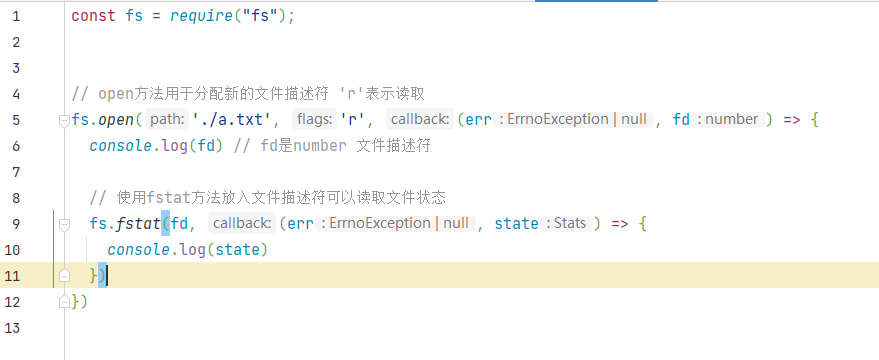 1 const fs = require("fs");
2
3
4 // open方法用于分配新的文件描述符 'r'表示读取
5 fs.open( path: './a.txt', flags: 'r', callback: (err : ErrnoException | null , fd : number ) => {
6 console.log(fd) // fd是number 文件描述符
7
8 // 使用fstat方法放入文件描述符可以读取文件状态
9 fs.fstat(fd, callback: (err : ErrnoException | null , state : Stats ) => {
10 console.log(state)
11 })
12 })
13